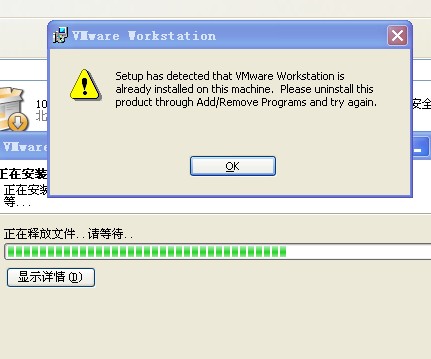 VMware Workstation
Setup has detected that VMware Workstation is
already installed on this machine. Please uninstall this
product through Add/Remove Programs and try again.
OK
10
北
安全
VMware
正在安装
正在安装
等...
正在释放文件..请等待..
显示详情(D)